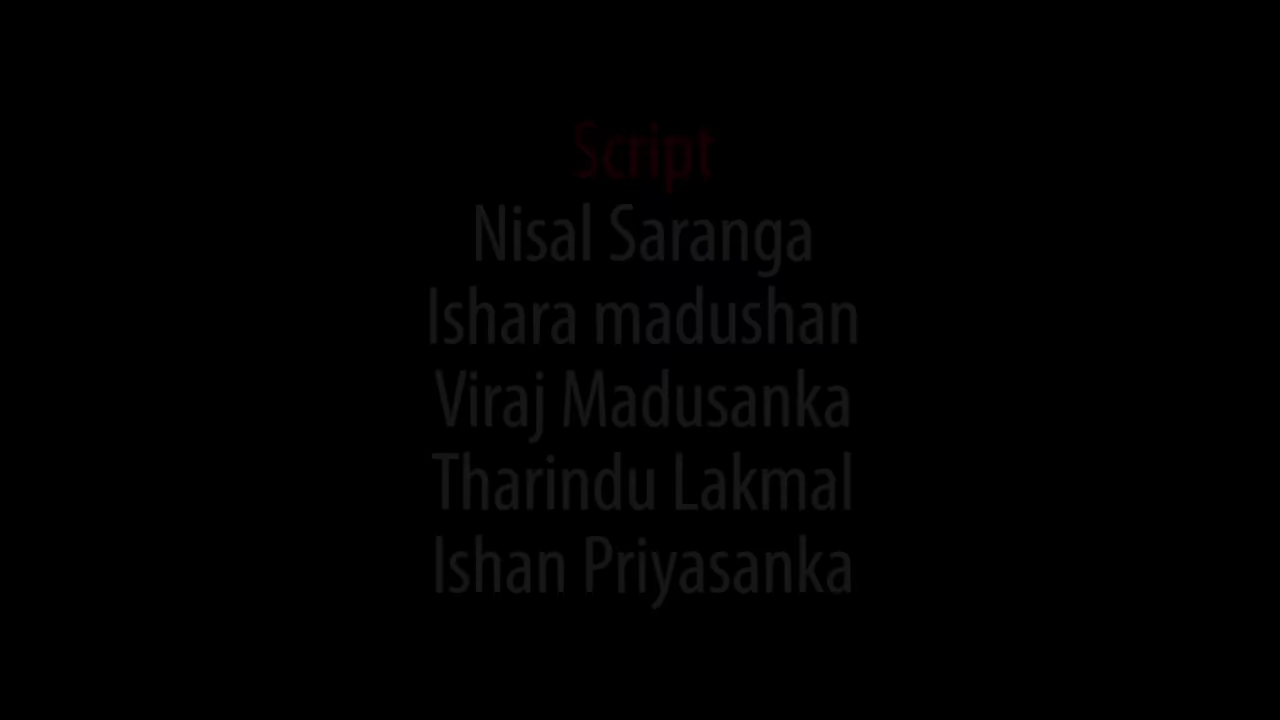 Script
Nisal Saranga
Ishara madushan
Viraj Madusanka
Tharindu Lakmal
Ishan Priyasanka